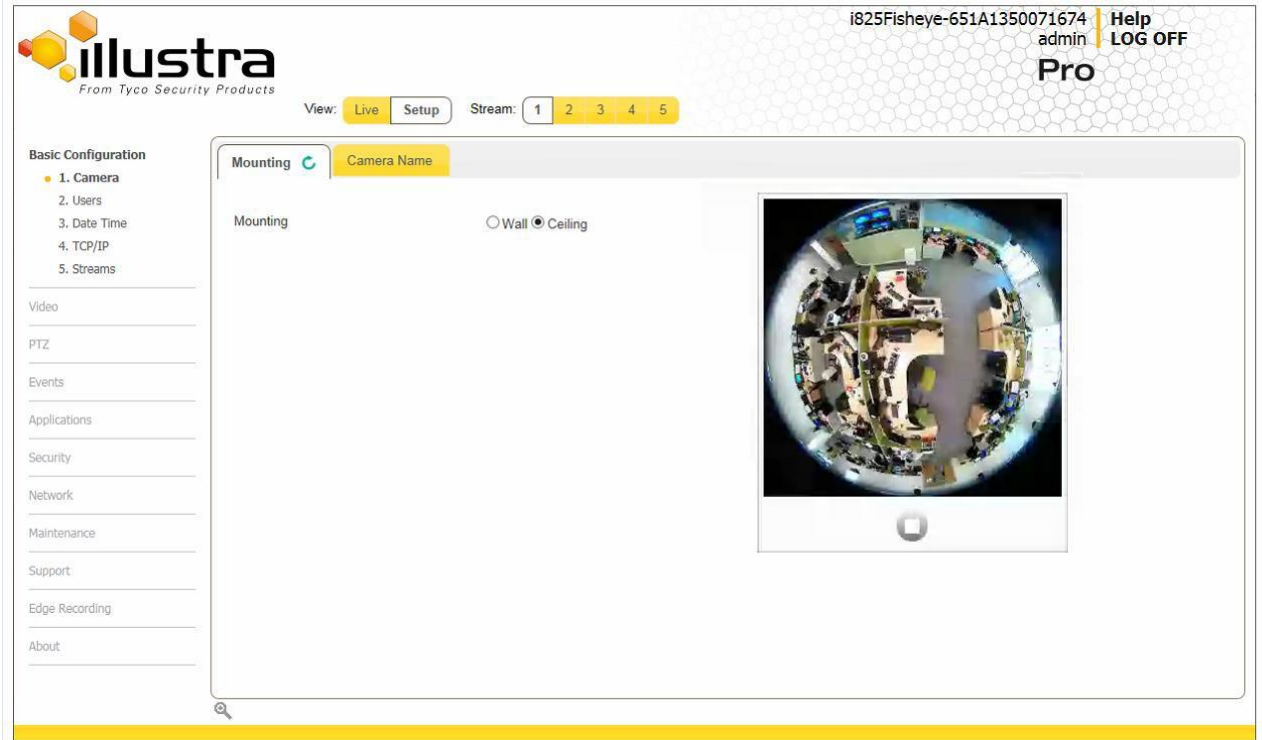 illustra
From Tyco Security Products
i825Fisheye-651A1350071674 Help
admin LOG OFF
Pro
View: Live Setup Stream: 1 2 3 4 5
Basic Configuration
1. Camera
2. Users
3. Date Time
4. TCP/IP
5. Streams
Video
PTZ
Events
Applications
Security
Network
Maintenance
Support
Edge Recording
About
Mounting Camera Name
Mounting Wall Ceiling